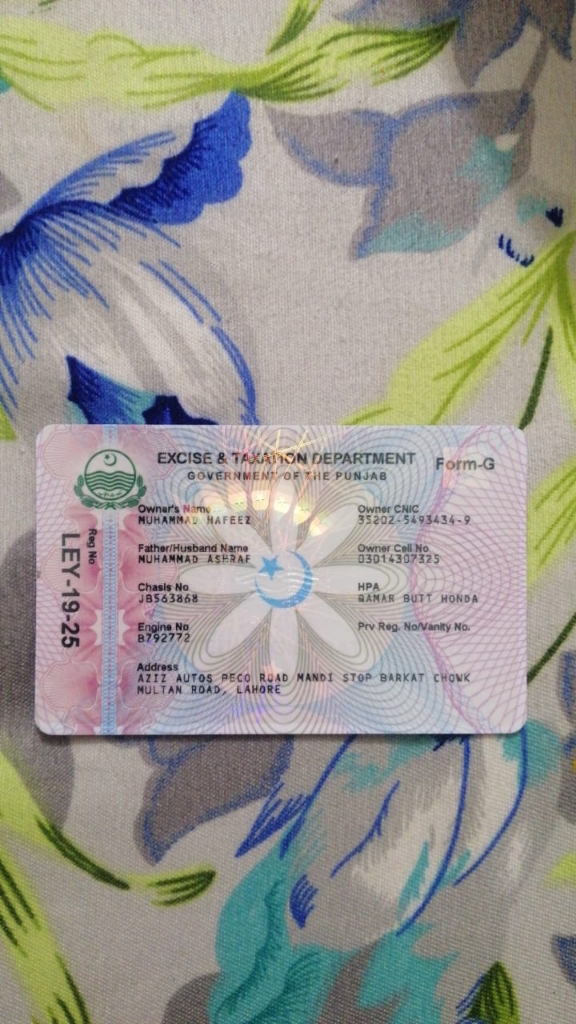 EXCISE & TAXATION DEPARTMENT
Form-G
GOVERNMENT OF THE PUNJAB
Owner's Name
MUHAMMAD HAFEEZ
Owner CNIC
35202-5493434-9
Father/Husband Name
MUHAMMAD ASHRAF
Owner Cell No
03014307325
Chasis No
JB563868
HPA
QAMAR BUTT HONDA
Engine No
B792772
Prv Reg. No/Vanity No.
Address
AZIZ AUTOS PECO ROAD MANDI STOP BARKAT CHOWK
MULTAN ROAD, LAHORE
Reg No
LEY-19-25